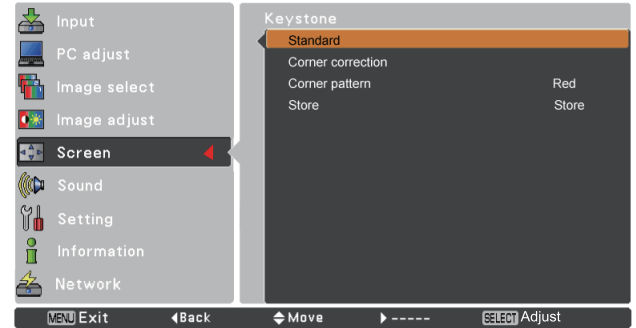 Input
PC adjust
Image select
Image adjust
Screen
Sound
Setting
Information
Network
Keystone
Standard
Corner correction
Corner pattern Red
Store Store
MENU Exit Back Move ----- SELECT Adjust